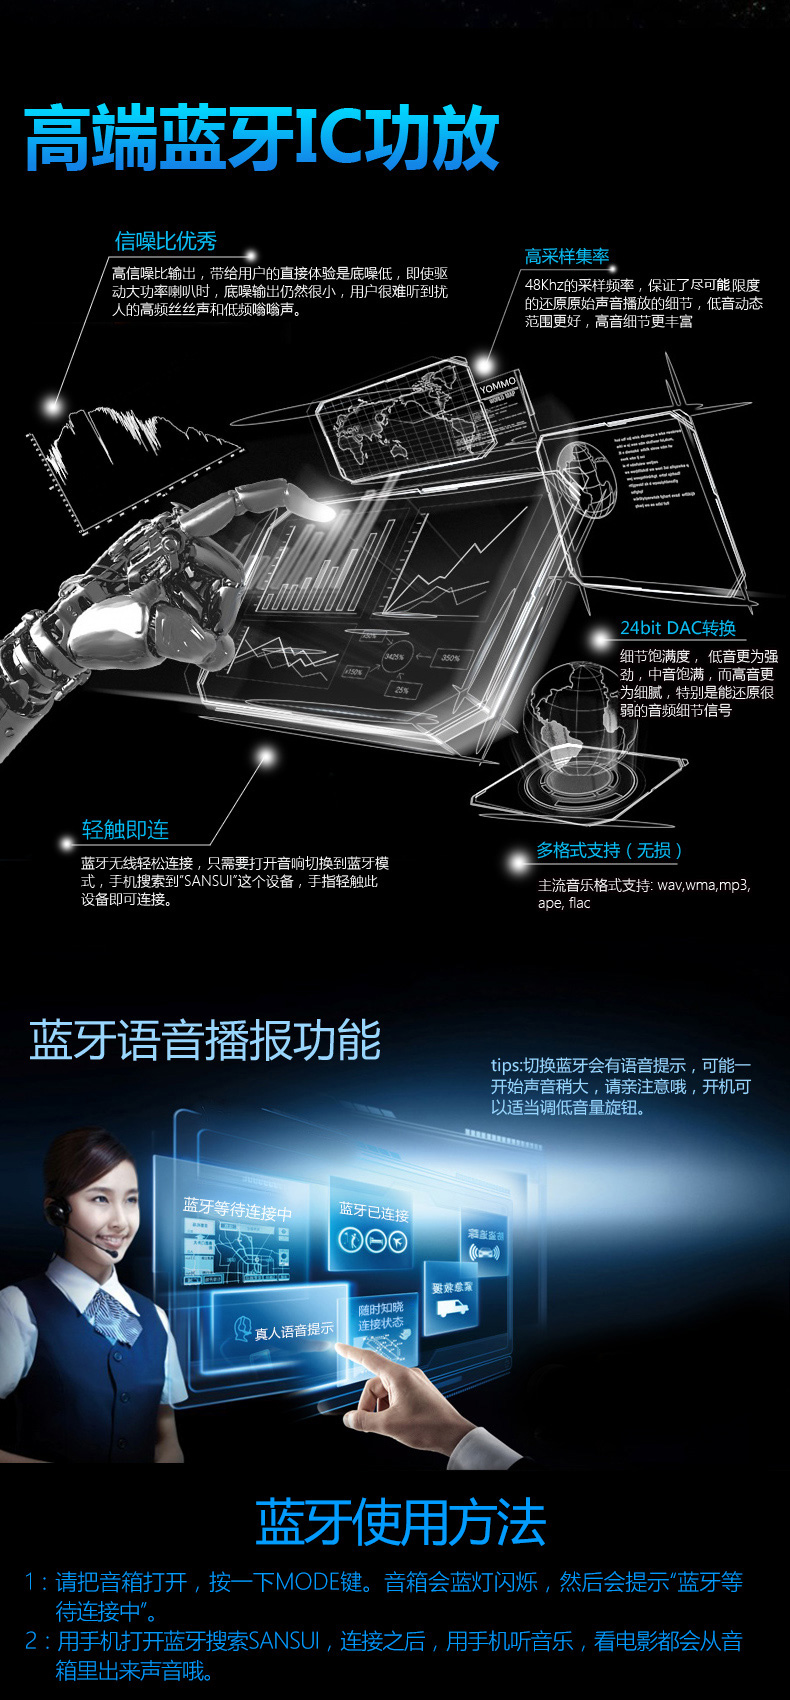 高端蓝牙IC功放
信噪比优秀
高信噪比输出，带给用户的直接体验是底噪低，即使驱
动大功率喇叭时，底噪输出仍然很小，用户很难听到扰
人的高频丝丝声和低频嗡嗡声。
高采样集率
48Khz的采样频率，保证了尽可能限度
的还原原始声音播放的细节，低音动态
范围更好，高音细节更丰富
YOMMO
WORLD MAP
3425%
350%
±150%
25%
24bit DAC转换
细节饱满度， 低音更为强
劲，中音饱满，而高音更
为细腻，特别是能还原很
弱的音频细节信号
轻触即连
蓝牙无线轻松连接，只需要打开音响切换到蓝牙模
式，手机搜索到“SANSUI”这个设备，手指轻触此
设备即可连接。
多格式支持（无损）
主流音乐格式支持: wav,wma,mp3,
ape, flac
蓝牙语音播报功能
tips:切换蓝牙会有语音提示，可能一
开始声音稍大，请亲注意哦，开机可
以适当调低音量旋钮。
蓝牙等待连接中
蓝牙已连接
真人语音提示
随时知晓
连接状态
蓝牙使用方法
1：请把音箱打开，按一下MODE键。音箱会蓝灯闪烁，然后会提示“蓝牙等
待连接中”。
2：用手机打开蓝牙搜索SANSUI，连接之后，用手机听音乐，看电影都会从音
箱里出来声音哦。